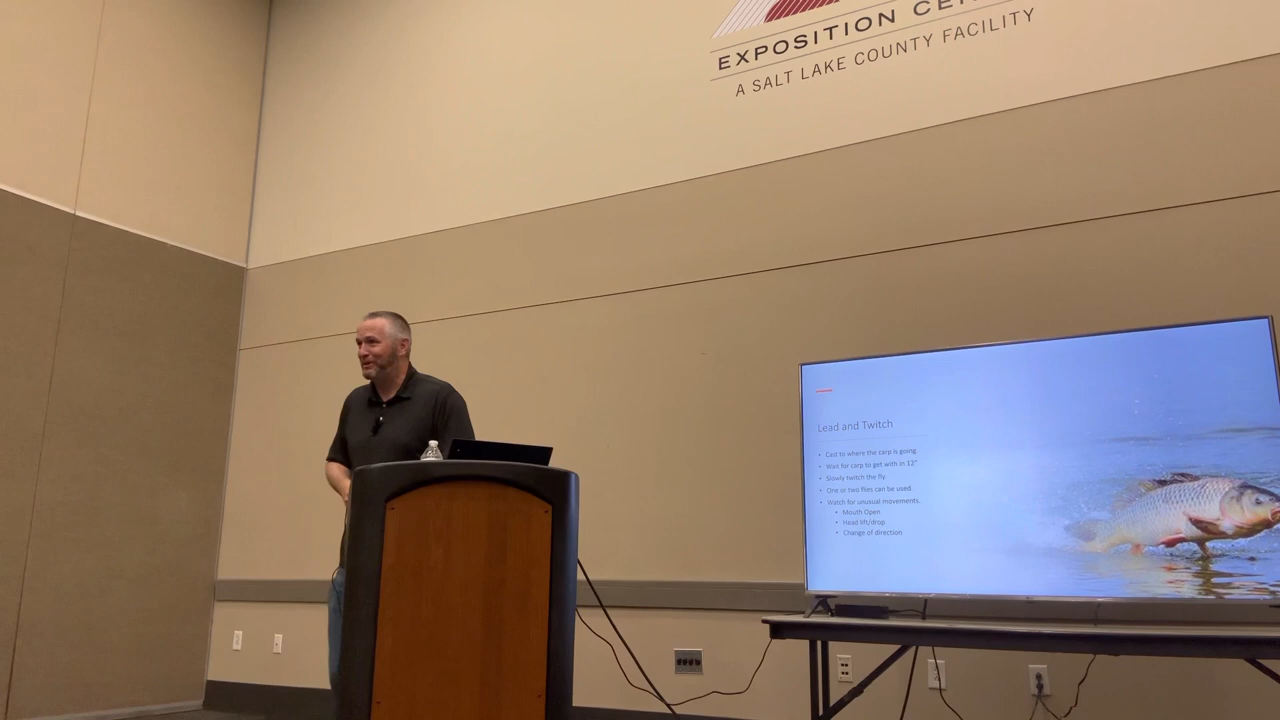 EXPOSITION CEN
A SALT LAKE COUNTY FACILITY
Lead and Twitch
• Cast to where the carp is going.
• Wait for carp to get with in 12"
• Slowly twitch the fly
• One or two flies can be used.
• Watch for unusual movements.
• Mouth Open
• Head lift/drop
• Change of direction